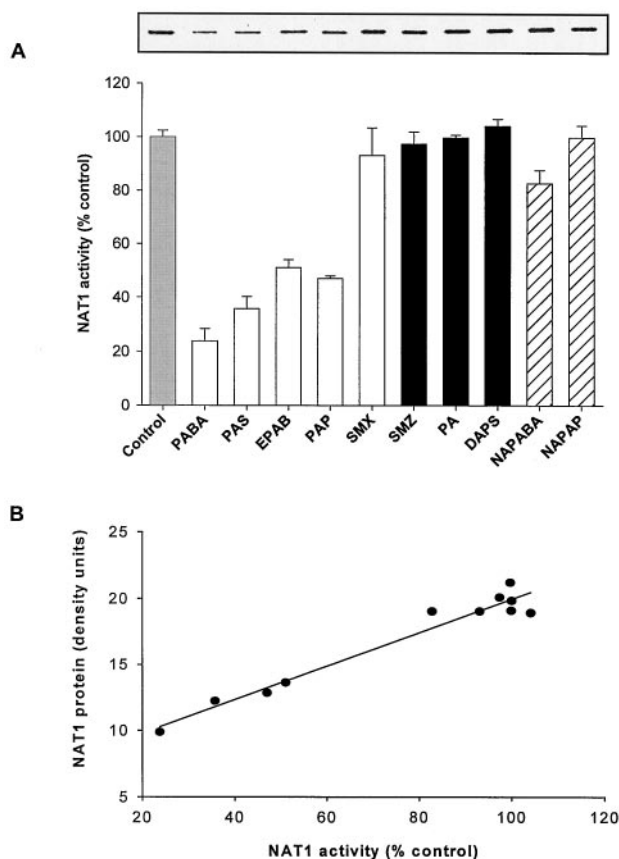 A
120
100
80
60
40
20
0
NAT1 activity (% control)
Control
PABA
PAS
EPAB
PAP
SMX
SMZ
PA
DAPS
NAPABA
NAPAP
B
25
20
15
10
5
NAT1 protein (density units)
20 40 60 80 100 120
NAT1 activity (% control)